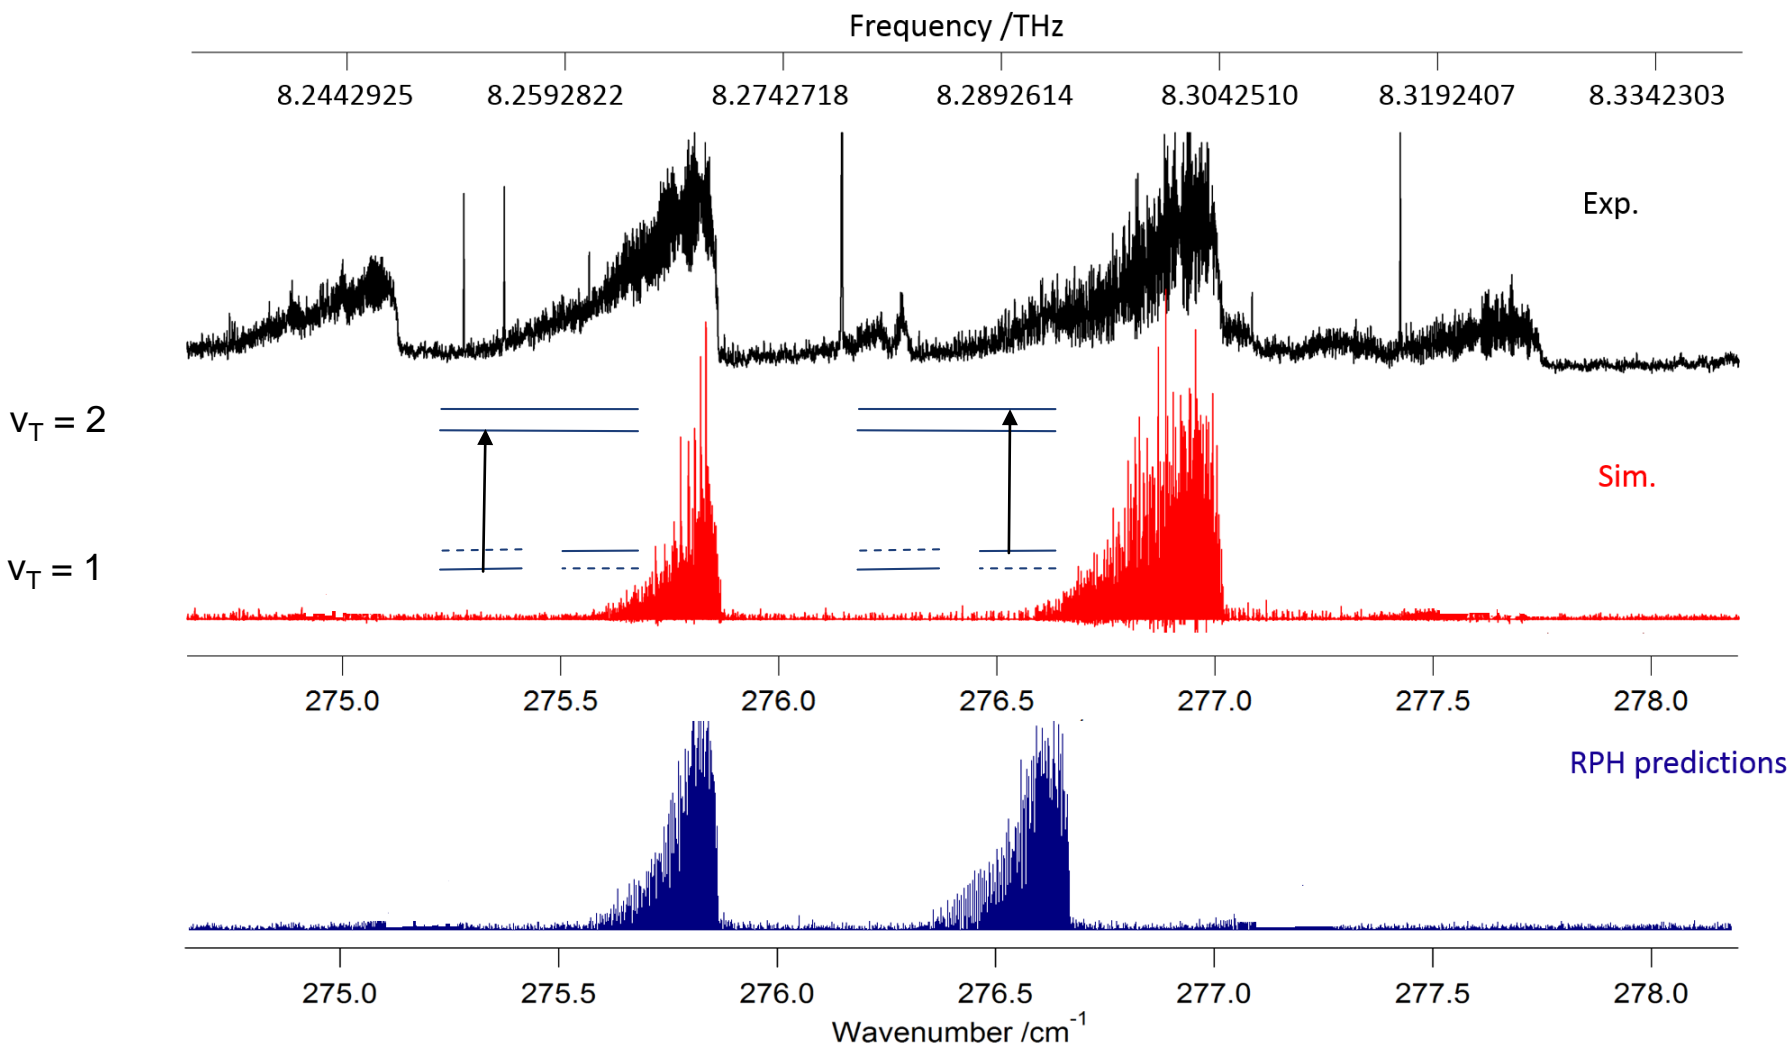 Frequency /THz
8.2442925 8.2592822 8.2742718 8.2892614 8.3042510 8.3192407 8.3342303
Exp.
v_T = 2
Sim.
v_T = 1
275.0 275.5 276.0 276.5 277.0 277.5 278.0
RPH predictions
275.0 275.5 276.0 276.5 277.0 277.5 278.0
Wavenumber /cm⁻¹